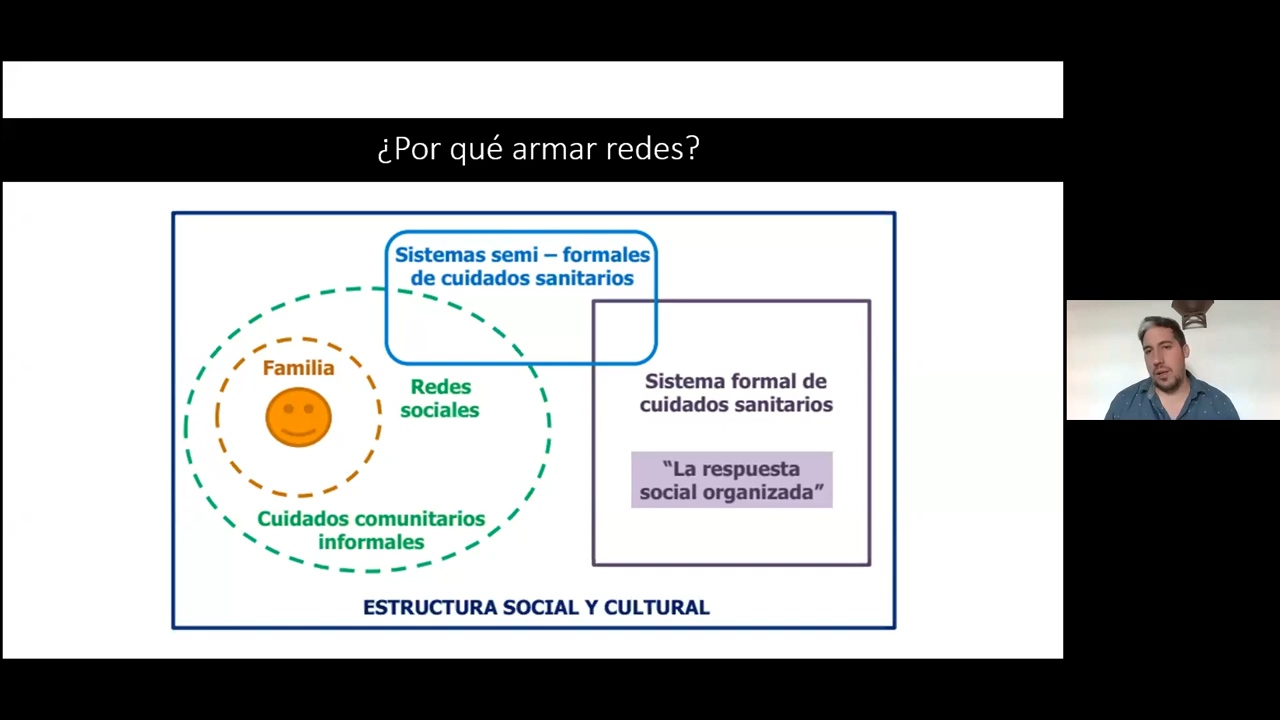 ¿Por qué armar redes?
Sistemas semi – formales
de cuidados sanitarios
Familia
Redes
sociales
Cuidados comunitarios
informales
Sistema formal de
cuidados sanitarios
“La respuesta
social organizada”
ESTRUCTURA SOCIAL Y CULTURAL